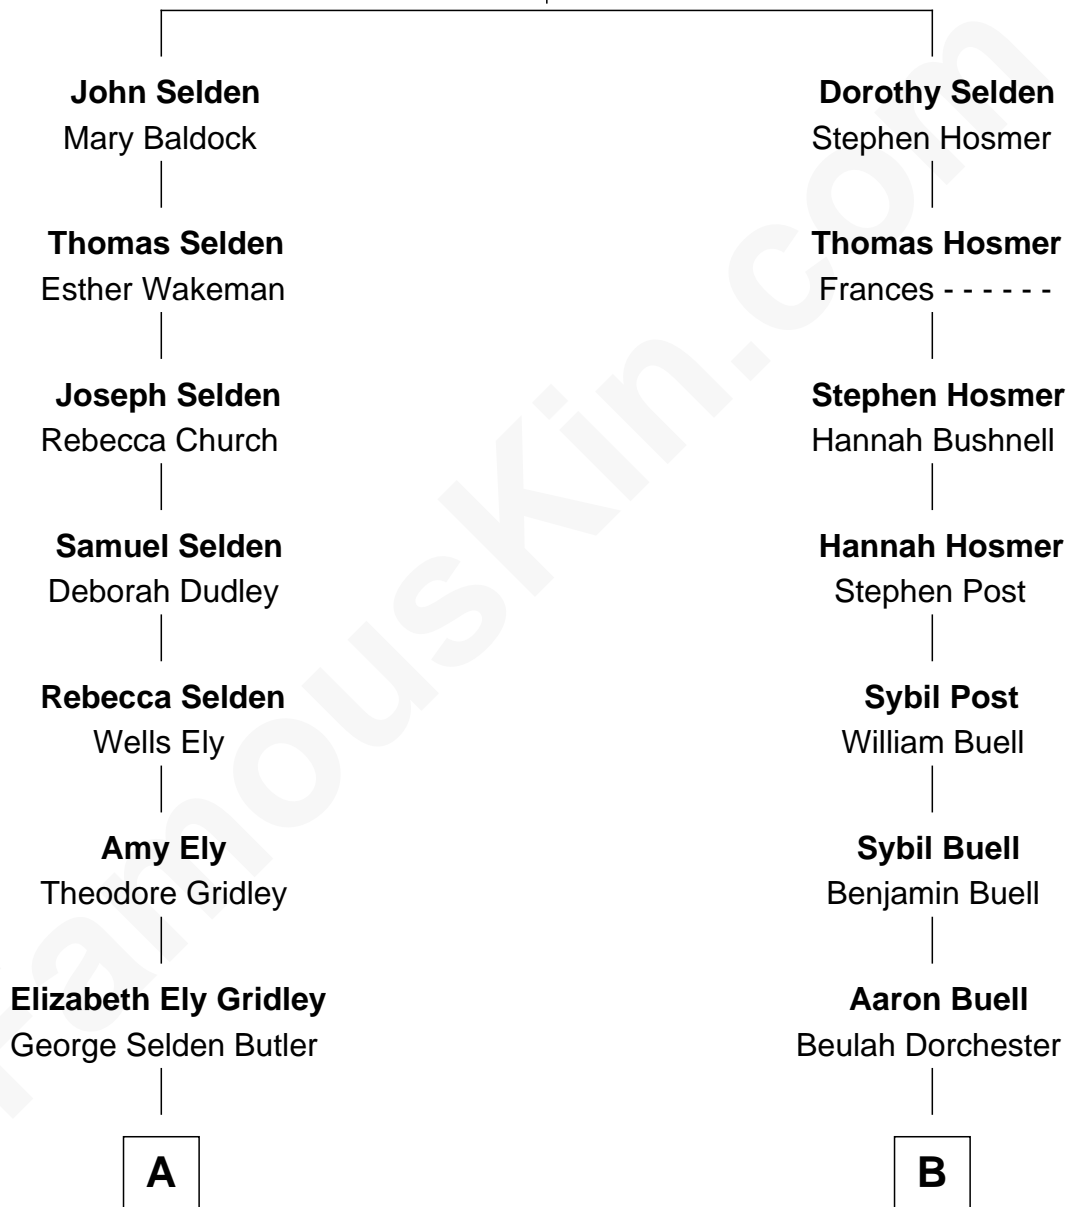 John Selden
Mary Baldock
Thomas Selden
Esther Wakeman
Joseph Selden
Rebecca Church
Samuel Selden
Deborah Dudley
Rebecca Selden
Wells Ely
Amy Ely
Theodore Gridley
Elizabeth Ely Gridley
George Selden Butler
A
Dorothy Selden
Stephen Hosmer
Thomas Hosmer
Frances - - - - - -
Stephen Hosmer
Hannah Bushnell
Hannah Hosmer
Stephen Post
Sybil Post
William Buell
Sybil Buell
Benjamin Buell
Aaron Buell
Beulah Dorchester
B
FamousKin.com